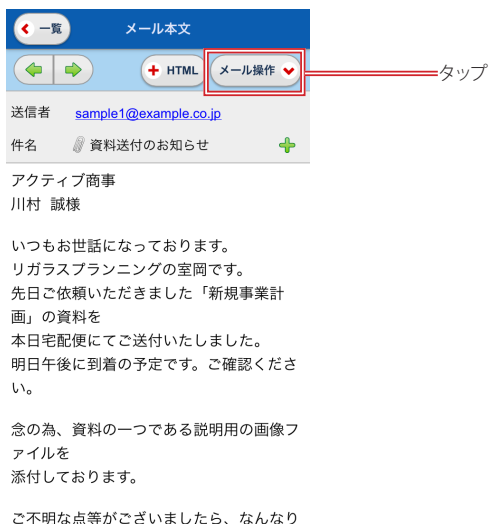 一覧 メール本文
HTML メール操作 タップ
送信者 sample1@example.co.jp
件名 資料送付のお知らせ
アクティブ商事
川村 誠様
いつもお世話になっております。
リガラスプランニングの室岡です。
先日ご依頼いただきました「新規事業計
画」の資料を
本日宅配便にてご送付いたしました。
明日午後に到着の予定です。ご確認くださ
い。
念の為、資料の一つである説明用の画像フ
ァイルを
添付しております。
ご不明な点等がございましたら、なんなり